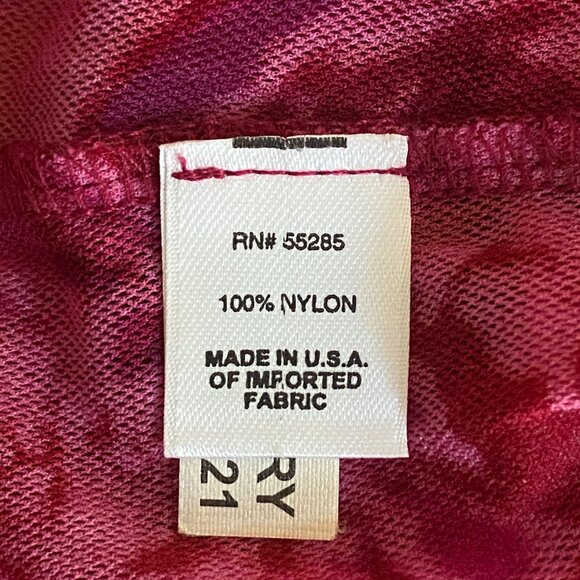 RN# 55285
100% NYLON
MADE IN U.S.A.
OF IMPORTED
FABRIC
RY
21